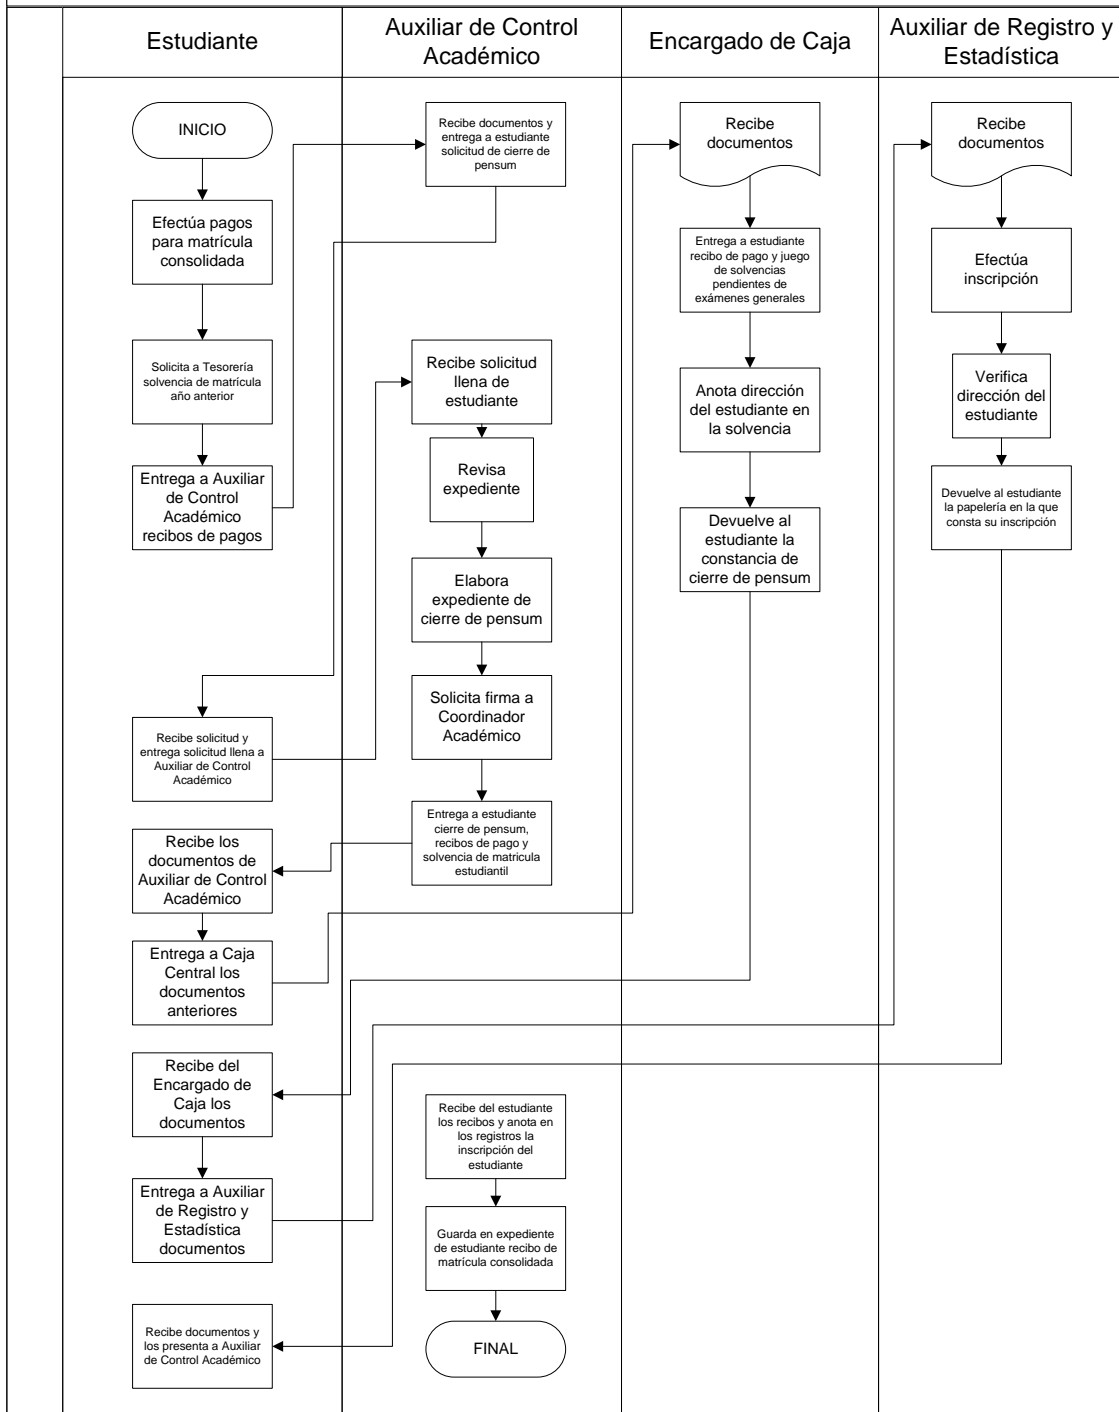 Estudiante
Auxiliar de Control
Académico
Encargado de Caja
Auxiliar de Registro y
Estadística
INICIO
Efectúa pagos
para matrícula
consolidada
Solicita a Tesorería
solvencia de matrícula
año anterior
Entrega a Auxiliar
de Control
Académico
recibos de pagos
Recibe solicitud y
entrega solicitud llena a
Auxiliar de Control
Académico
Recibe los
documentos de
Auxiliar de Control
Académico
Entrega a Caja
Central los
documentos
anteriores
Recibe del
Encargado de
Caja los
documentos
Entrega a Auxiliar
de Registro y
Estadística
documentos
Recibe documentos y
los presenta a Auxiliar
de Control Académico
Recibe documentos y
entrega a estudiante
solicitud de cierre de
pensum
Recibe solicitud
llena de
estudiante
Revisa
expediente
Elabora
expediente de
cierre de pensum
Solicita firma a
Coordinador
Académico
Entrega a estudiante
cierre de pensum,
recibos de pago y
solvencia de matricula
estudiantil
Recibe del estudiante
los recibos y anota en
los registros la
inscripción del
estudiante
Guarda en expediente
de estudiante recibo de
matrícula consolidada
FINAL
Recibe
documentos
Entrega a estudiante
recibo de pago y juego
de solvencias
pendientes de
exámenes generales
Anota dirección
del estudiante en
la solvencia
Devuelve al
estudiante la
constancia de
cierre de pensum
Recibe
documentos
Efectúa
inscripción
Verifica
dirección del
estudiante
Devuelve al estudiante
la papelería en la que
consta su inscripción